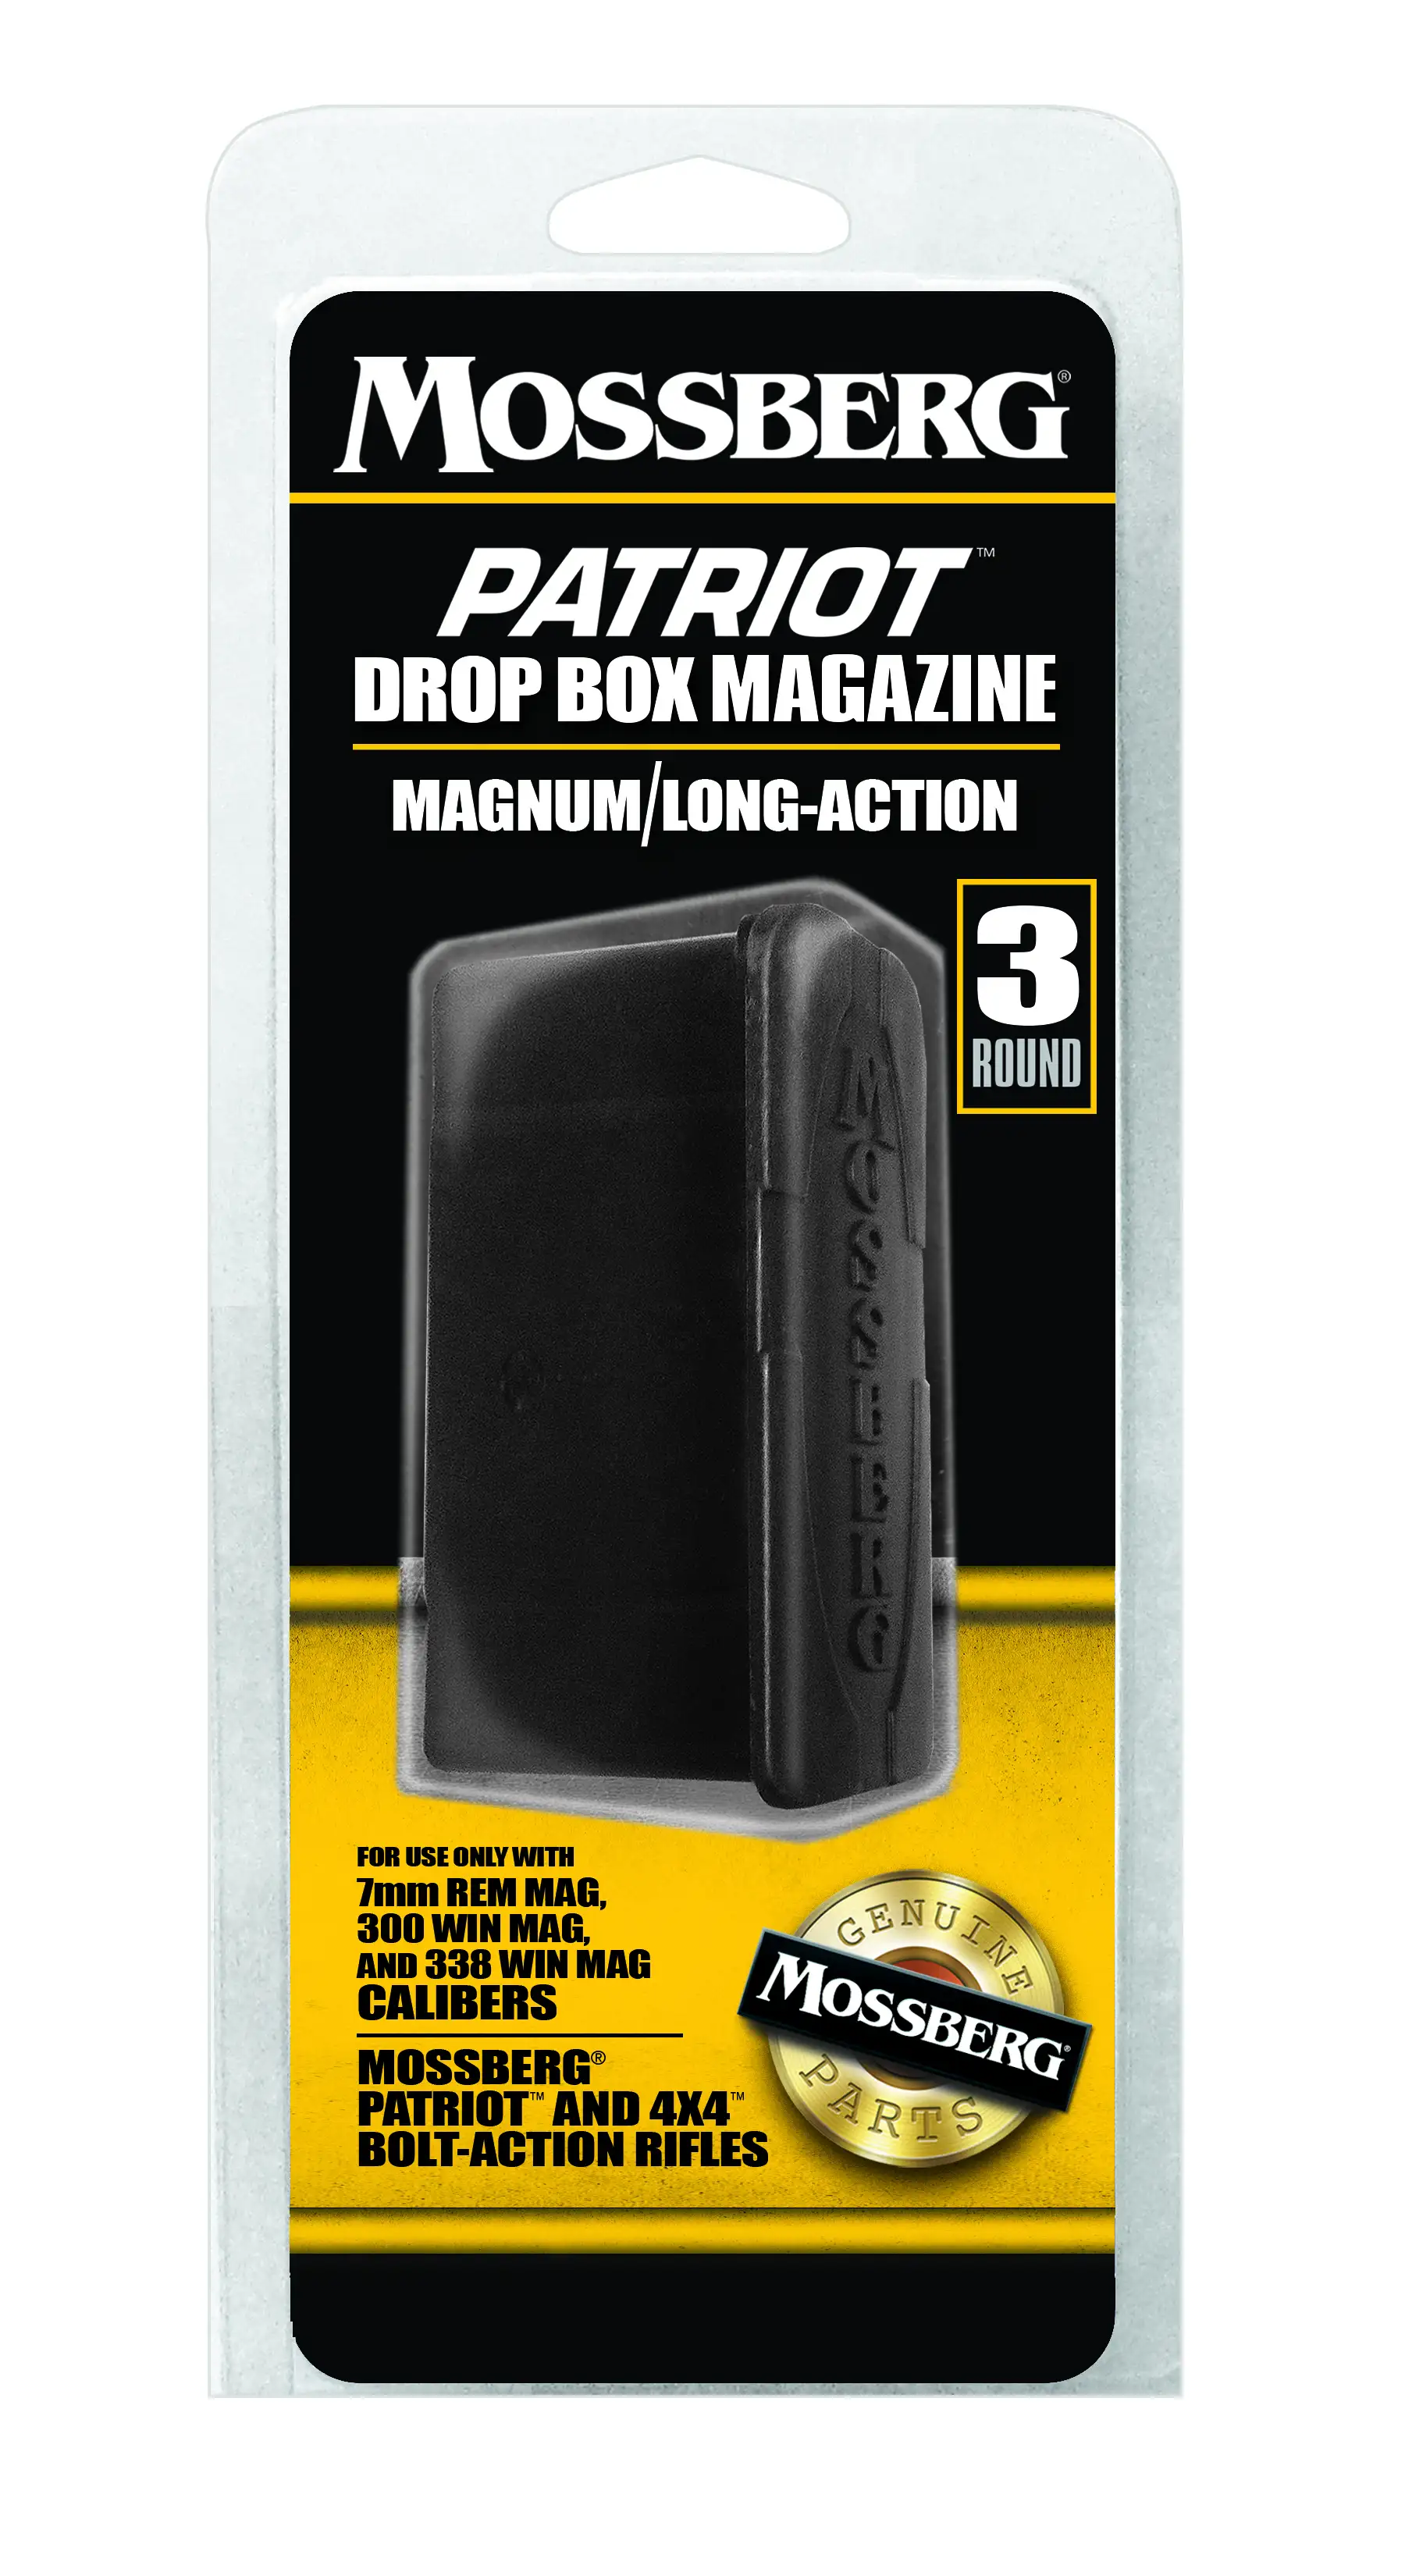 MOSSBERG®
PATRIOT™
DROP BOX MAGAZINE
MAGNUM/LONG-ACTION
3
ROUND
MOSSBERG
FOR USE ONLY WITH
7mm REM MAG,
300 WIN MAG,
AND 338 WIN MAG
CALIBERS
MOSSBERG®
PATRIOT™ AND 4X4™
BOLT-ACTION RIFLES
GENUINE
MOSSBERG®
PARTS